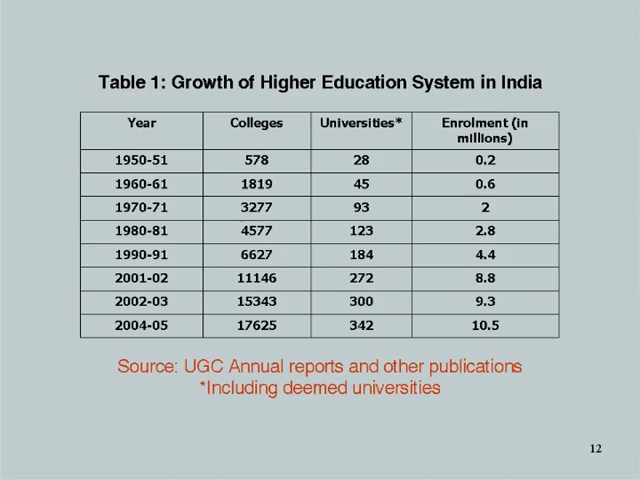 Table 1: Growth of Higher Education System in India
Year Colleges Universities* Enrolment (in millions)
1950-51 578 28 0.2
1960-61 1819 45 0.6
1970-71 3277 93 2
1980-81 4577 123 2.8
1990-91 6627 184 4.4
2001-02 11146 272 8.8
2002-03 15343 300 9.3
2004-05 17625 342 10.5
Source: UGC Annual reports and other publications
*Including deemed universities
12